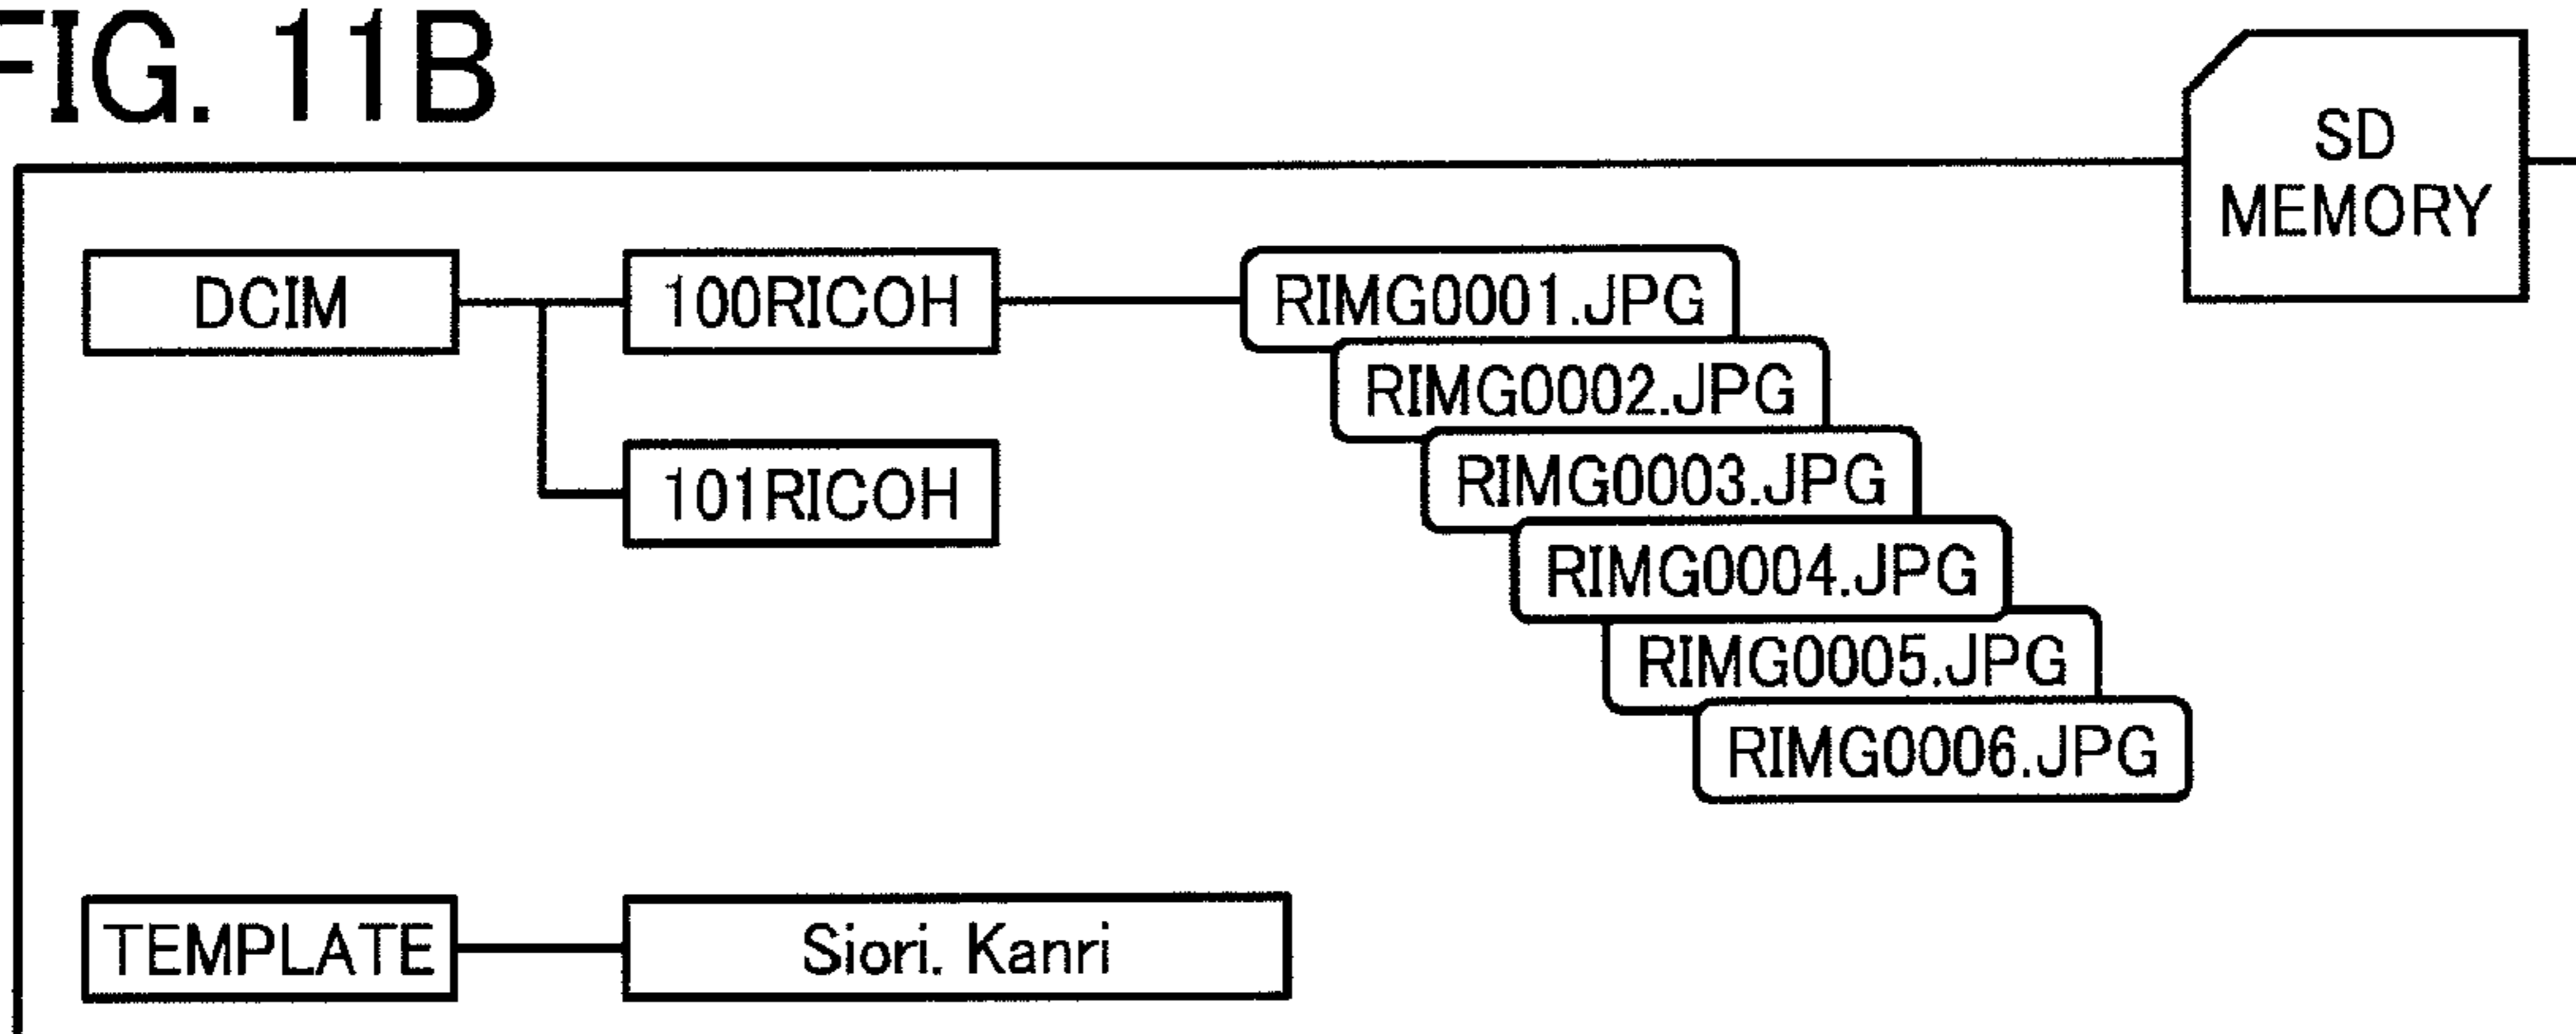 FIG. 11B
SD
MEMORY
DCIM
100RICOH
RIMG0001.JPG
RIMG0002.JPG
101RICOH
RIMG0003.JPG
RIMG0004.JPG
RIMG0005.JPG
RIMG0006.JPG
TEMPLATE
Siori. Kanri